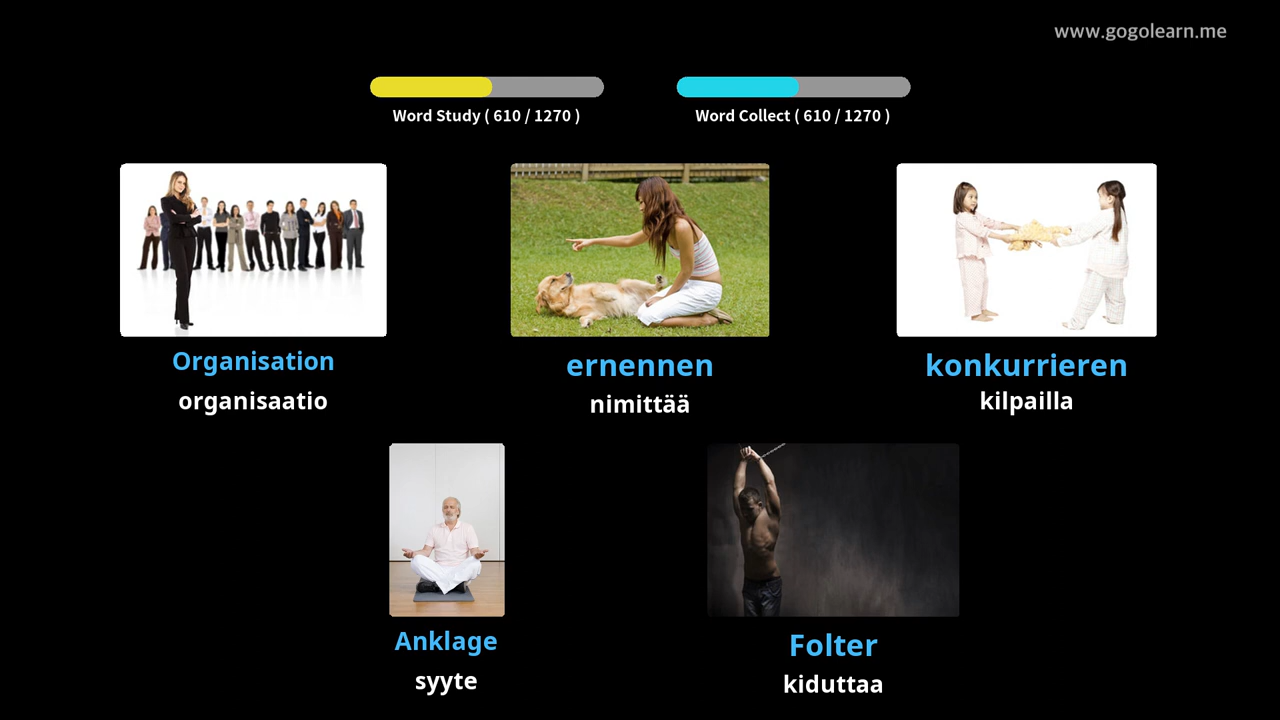 www.gogolearn.me
Word Study ( 610 / 1270 )
Word Collect ( 610 / 1270 )
Organisation
organisaatio
ernennen
nimittää
konkurrieren
kilpailla
Anklage
syyte
Folter
kiduttaa